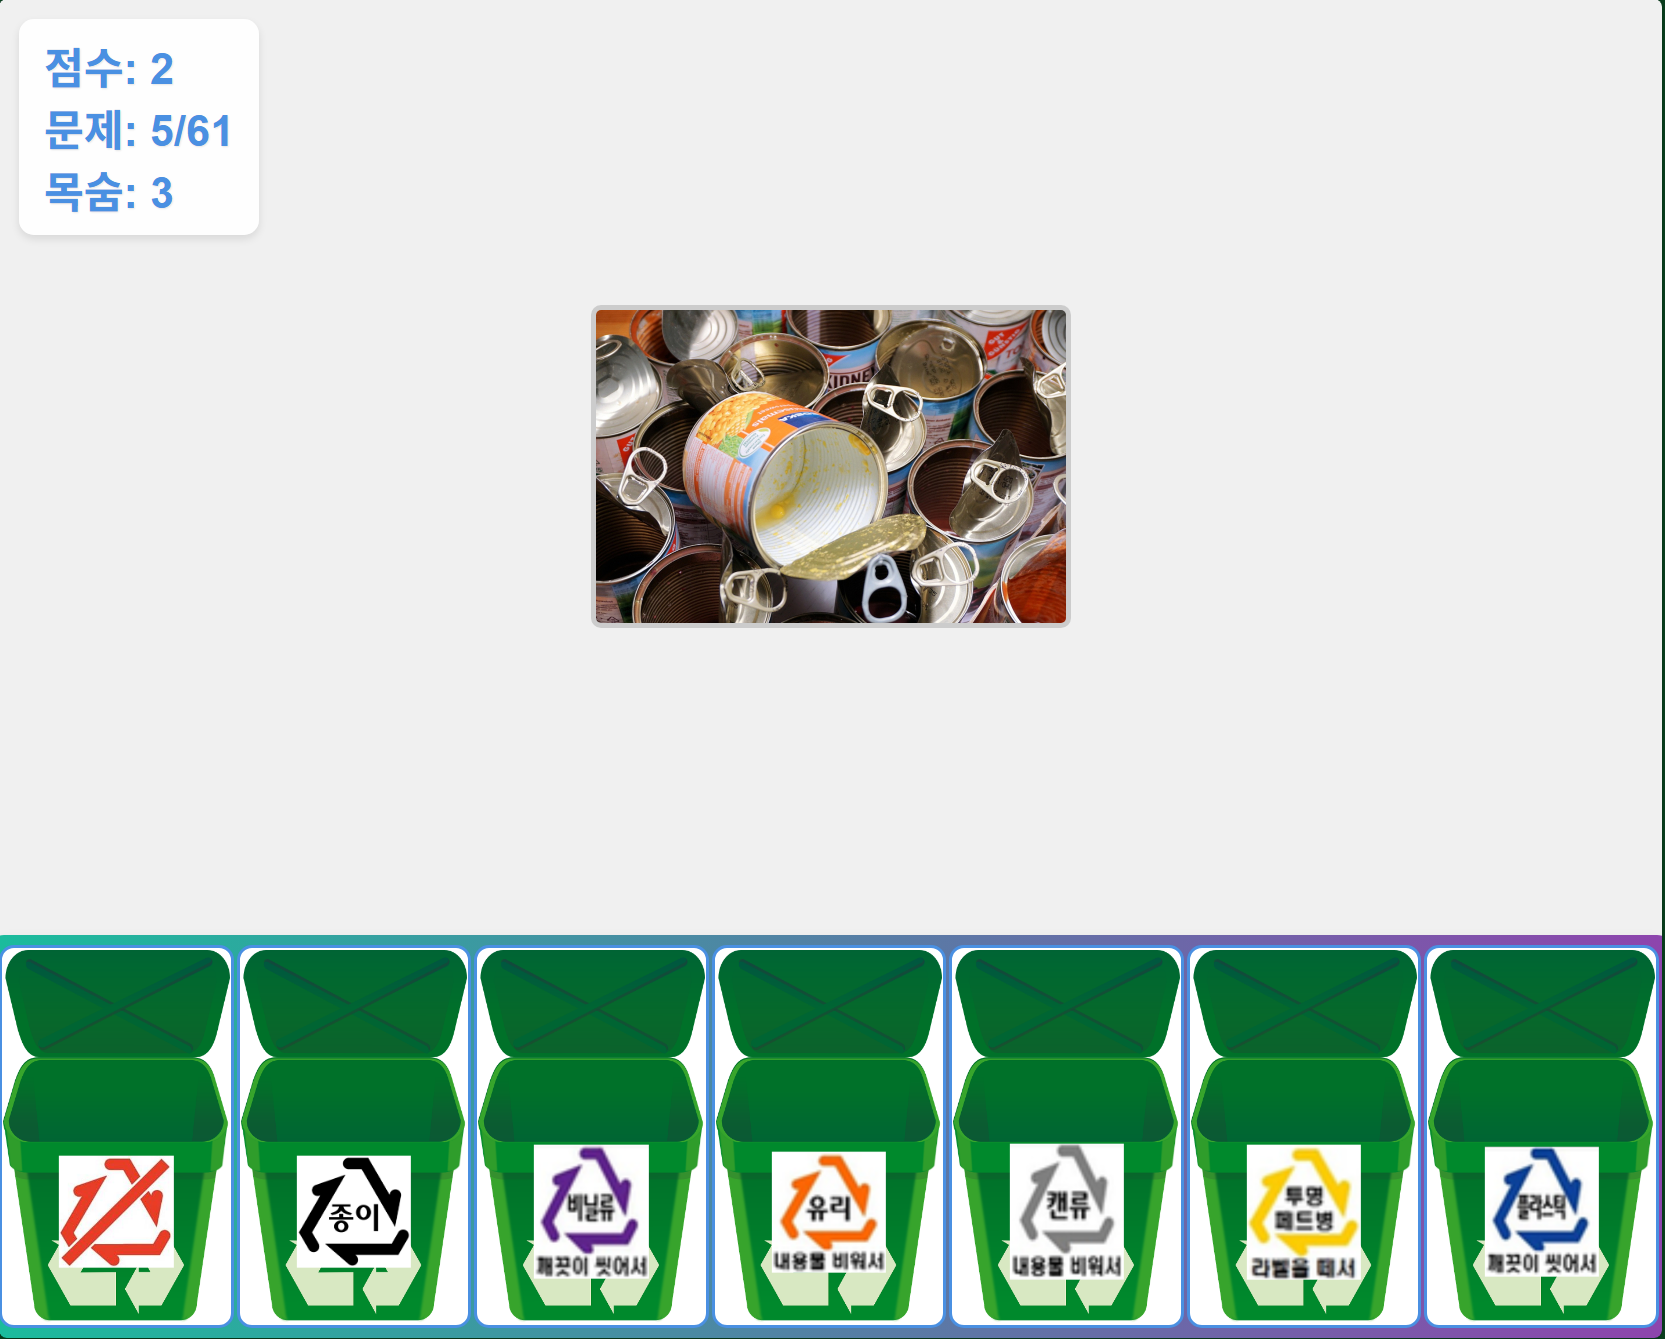 점수: 2
문제: 5/61
목숨: 3
KIDNE
종이
비닐류
깨끗이 씻어서
유리
내용물 비워서
캔류
내용물 비워서
투명
페드병
라벨을 떼서
플라스틱
깨끗이 씻어서